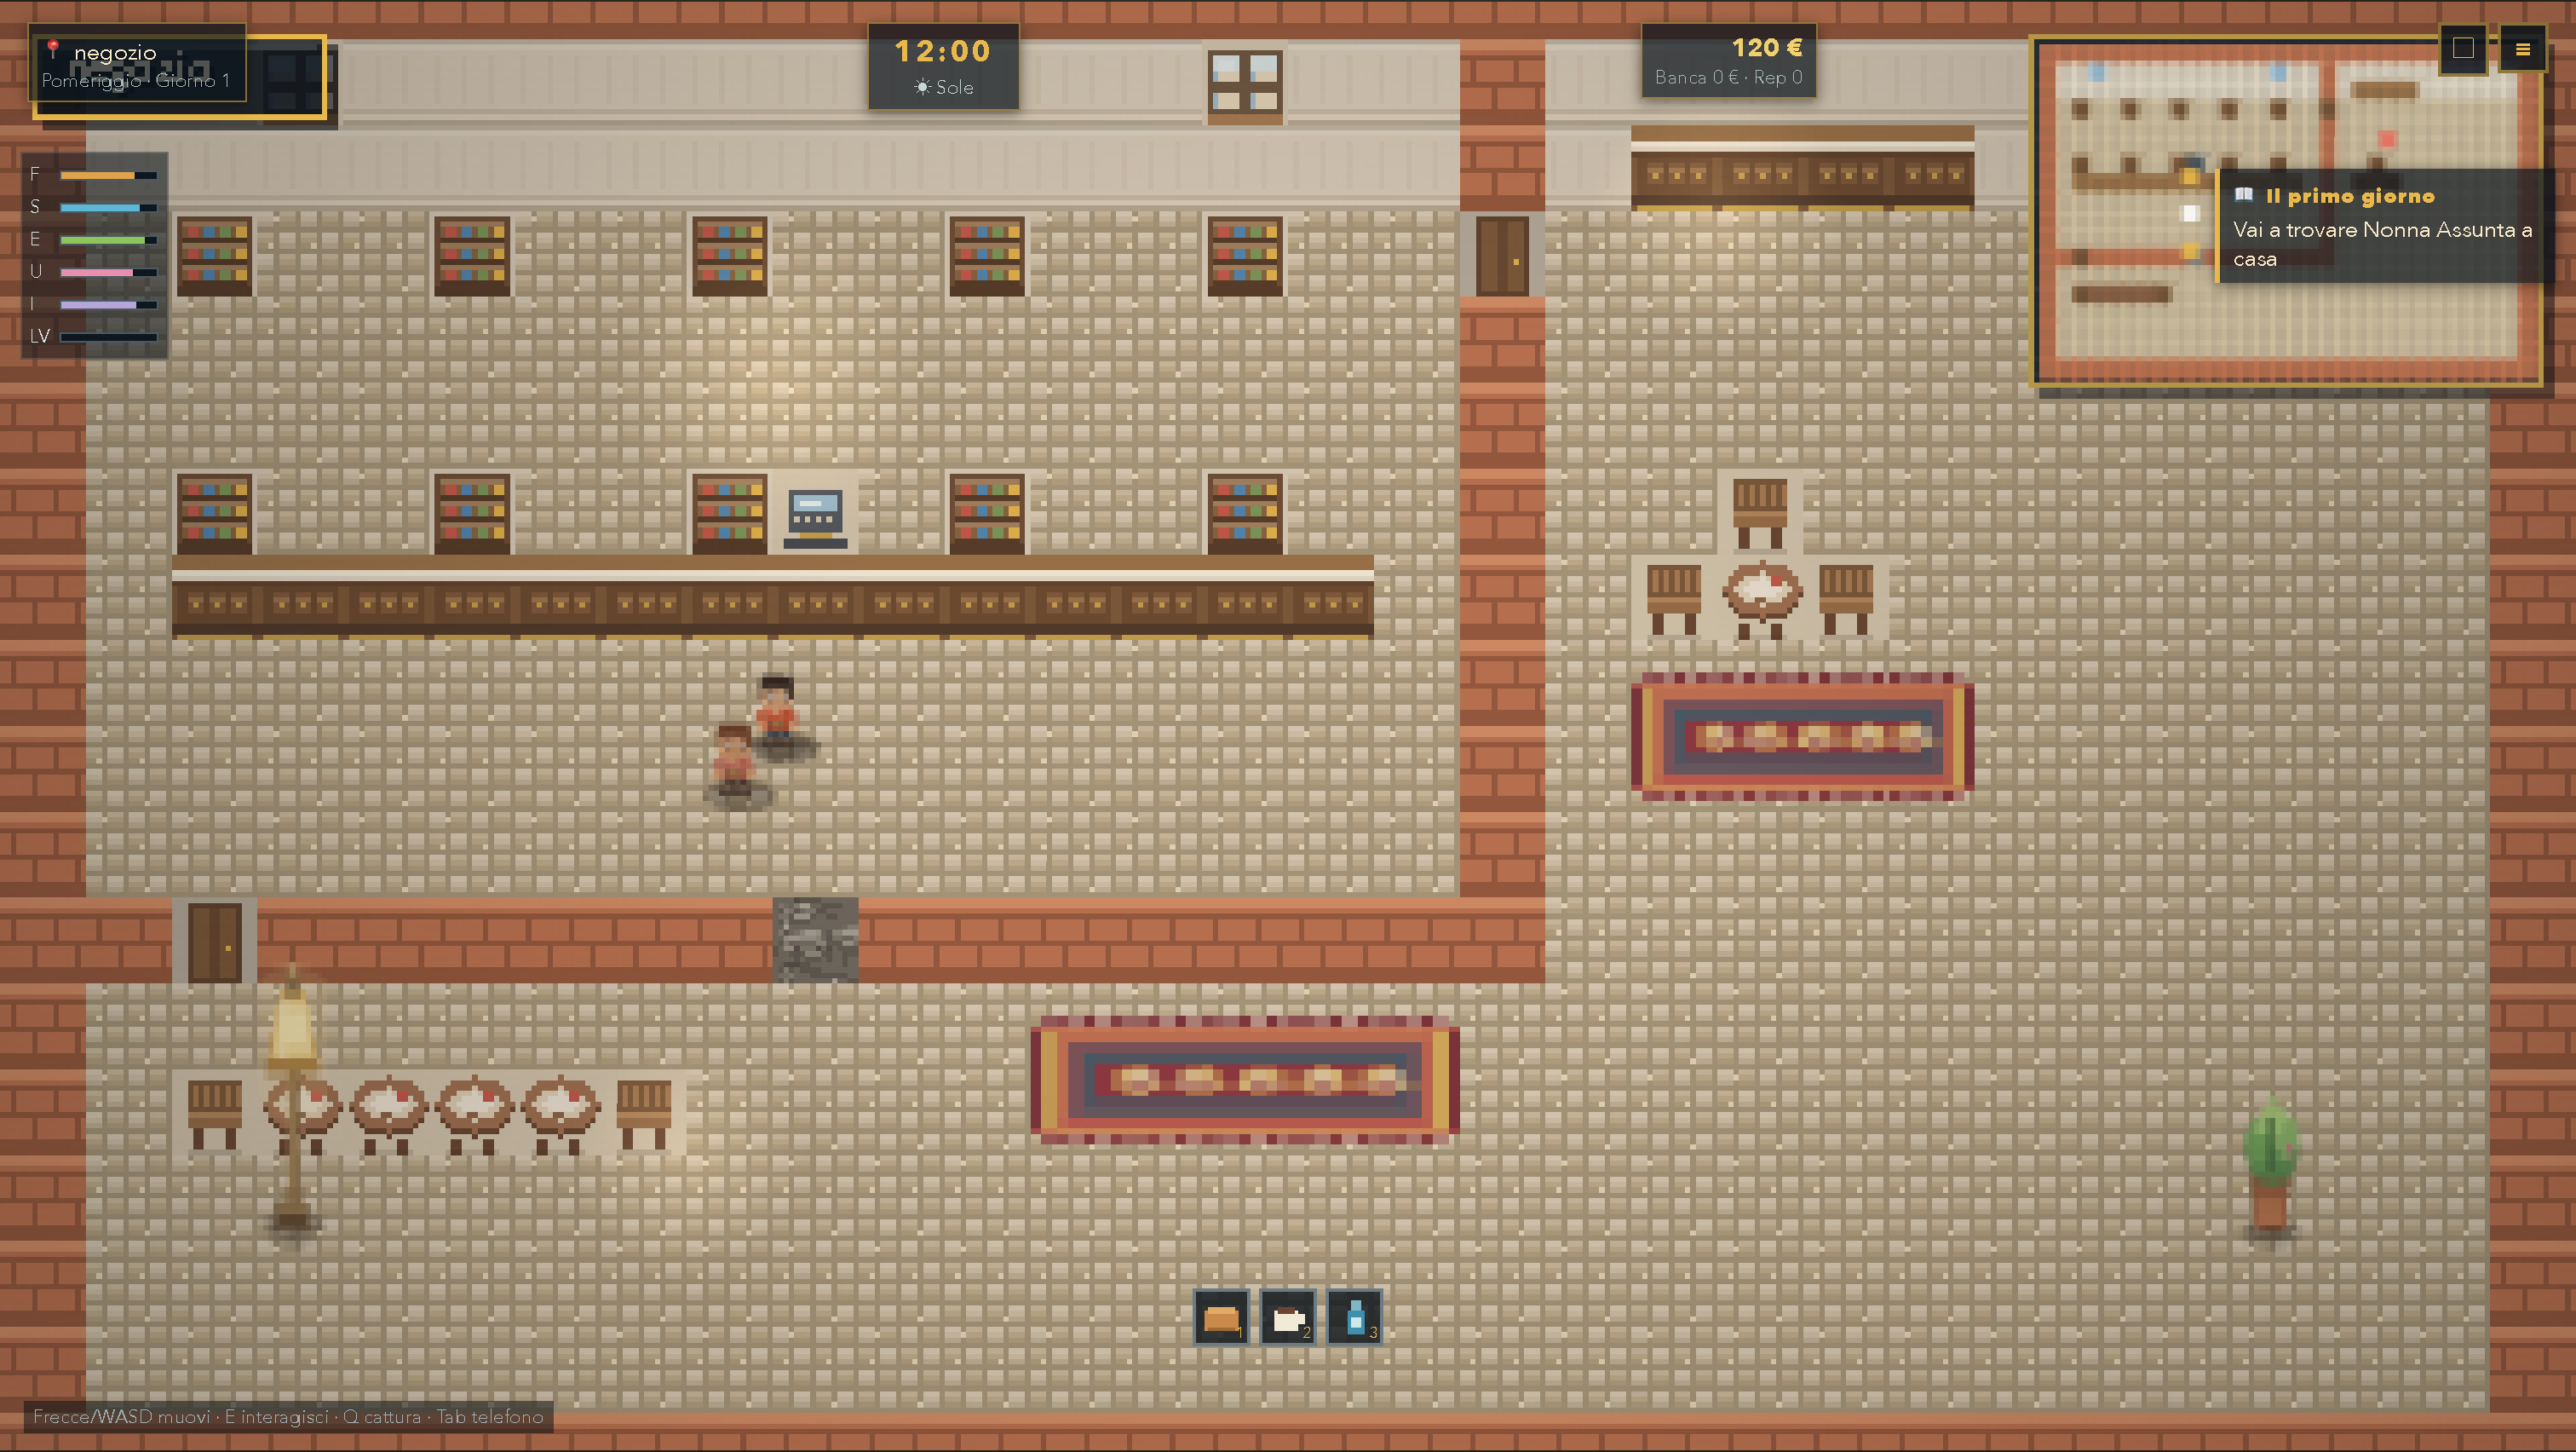 negozio
negozio
Pomeriggio · Giorno 1
12:00
Sole
120 €
Banca 0 € · Rep 0
F
S
E
U
I
LV
Il primo giorno
Vai a trovare Nonna Assunta a
casa
1
2
3
Frecce/WASD muovi · E interagisci · Q cattura · Tab telefono